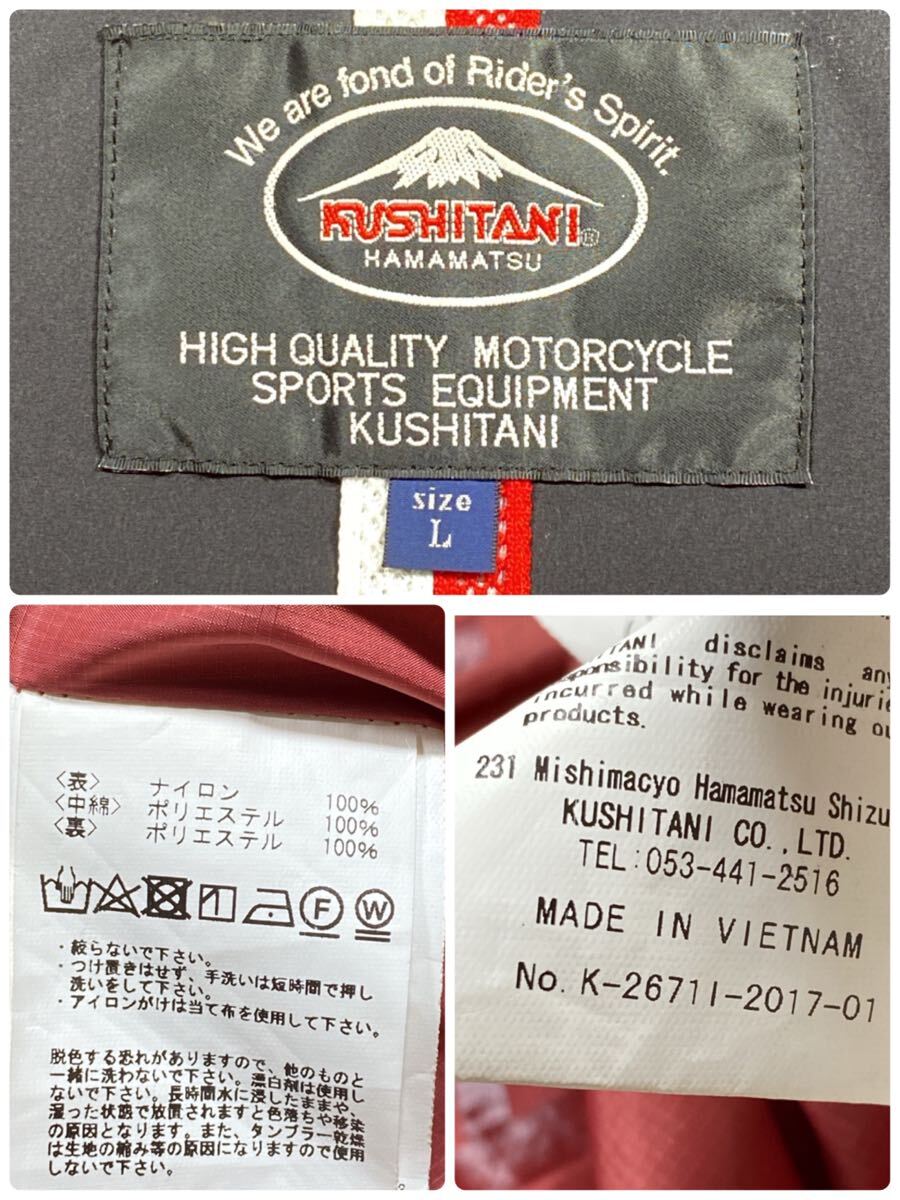 We are fond of Rider's Spirit.
KUSHITANI®
HAMAMATSU
HIGH QUALITY MOTORCYCLE
SPORTS EQUIPMENT
KUSHITANI
size
L
〈表〉 ナイロン 100%
〈中綿〉 ポリエステル 100%
〈裏〉 ポリエステル 100%
F
W
・絞らないで下さい。
・つけ置きはせず、手洗いは短時間で押し
洗いをして下さい。
・アイロンがけは当て布を使用して下さい。
脱色する恐れがありますので、他のものと
一緒に洗わないで下さい。漂白剤は使用し
ないで下さい。長時間水に浸したままや、
湿った状態で放置されますと色落ちや移染
の原因となります。また、タンブラー乾燥
は生地の縮み等の原因になりますので使用
しないで下さい。
disclaims any
for the
incurred while wearing
products.
231 Mishimacyo Hamamatsu Shizu
KUSHITANI CO.,LTD.
TEL:053-441-2516
MADE IN VIETNAM
No. K-2671I-2017-01